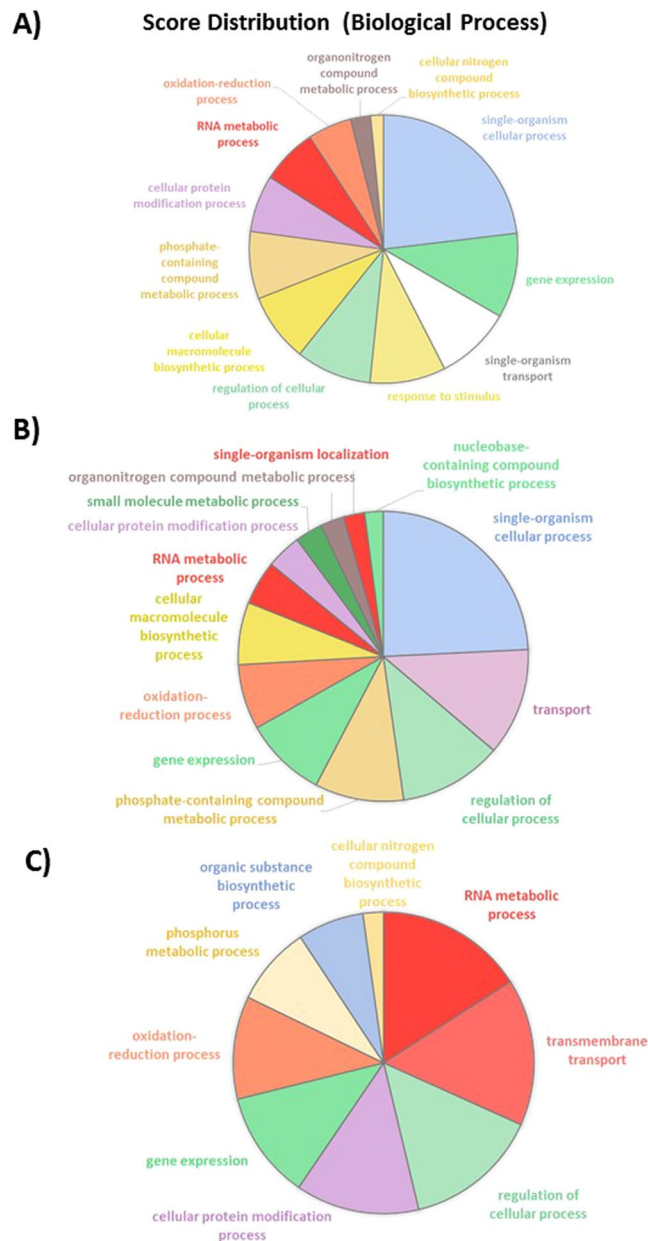 A)
Score Distribution (Biological Process)
organonitrogen
compound
metabolic process
cellular nitrogen
compound
biosynthetic process
oxidation-reduction
process
single-organism
cellular process
RNA metabolic
process
cellular protein
modification process
phosphate-
containing
compound
metabolic process
gene expression
cellular
macromolecule
biosynthetic process
single-organism
transport
regulation of cellular
process
response to stimulus
B)
single-organism localization
nucleobase-
containing compound
biosynthetic process
organonitrogen compound metabolic process
small molecule metabolic process
cellular protein modification process
single-organism
cellular process
RNA metabolic
process
cellular
macromolecule
biosynthetic
process
oxidation-
reduction process
transport
gene expression
phosphate-containing compound
metabolic process
regulation of
cellular process
C)
organic substance
biosynthetic
process
cellular nitrogen
compound
biosynthetic
process
RNA metabolic
process
phosphorus
metabolic process
oxidation-
reduction process
transmembrane
transport
gene expression
cellular protein modification
process
regulation of
cellular process